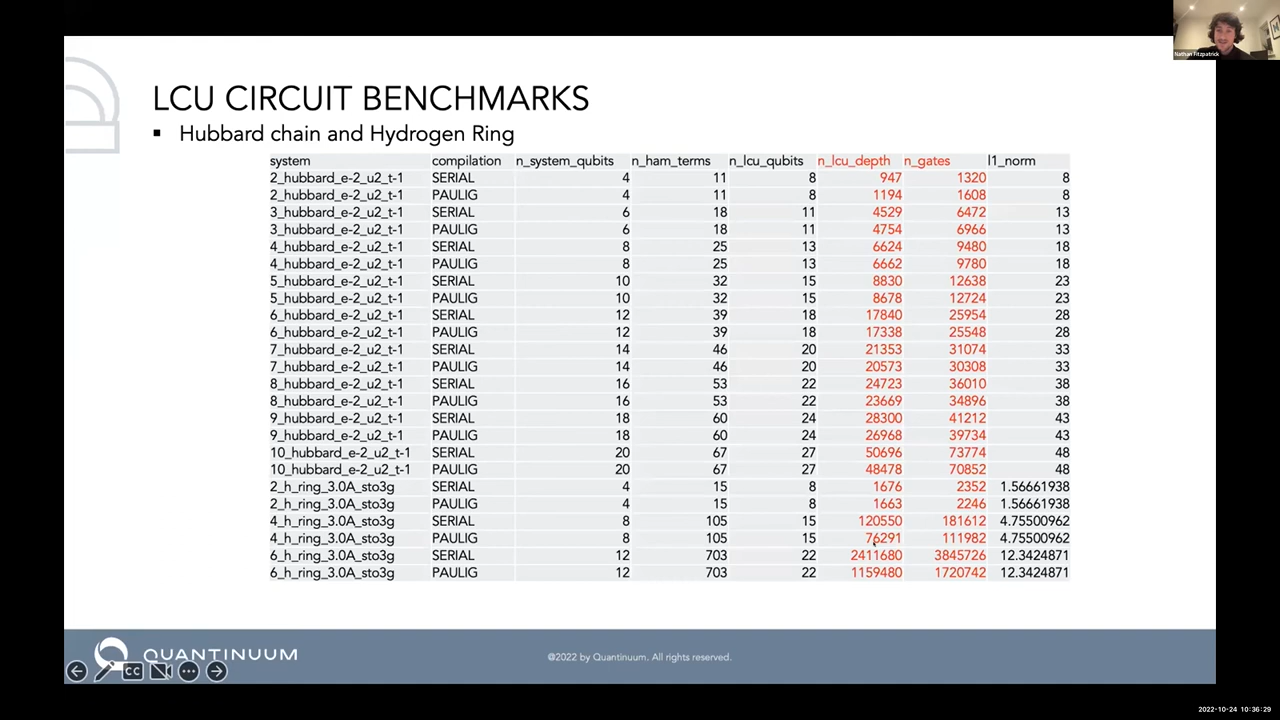 Nathan Fitzpatrick
LCU CIRCUIT BENCHMARKS
▪ Hubbard chain and Hydrogen Ring
system compilation n_system_qubits n_ham_terms n_lcu_qubits n_lcu_depth n_gates l1_norm
2_hubbard_e-2_u2_t-1 SERIAL 4 11 8 947 1320 8
2_hubbard_e-2_u2_t-1 PAULIG 4 11 8 1194 1608 8
3_hubbard_e-2_u2_t-1 SERIAL 6 18 11 4529 6472 13
3_hubbard_e-2_u2_t-1 PAULIG 6 18 11 4754 6966 13
4_hubbard_e-2_u2_t-1 SERIAL 8 25 13 6624 9480 18
4_hubbard_e-2_u2_t-1 PAULIG 8 25 13 6662 9780 18
5_hubbard_e-2_u2_t-1 SERIAL 10 32 15 8830 12638 23
5_hubbard_e-2_u2_t-1 PAULIG 10 32 15 8678 12724 23
6_hubbard_e-2_u2_t-1 SERIAL 12 39 18 17840 25954 28
6_hubbard_e-2_u2_t-1 PAULIG 12 39 18 17338 25548 28
7_hubbard_e-2_u2_t-1 SERIAL 14 46 20 21353 31074 33
7_hubbard_e-2_u2_t-1 PAULIG 14 46 20 20573 30308 33
8_hubbard_e-2_u2_t-1 SERIAL 16 53 22 24723 36010 38
8_hubbard_e-2_u2_t-1 PAULIG 16 53 22 23669 34896 38
9_hubbard_e-2_u2_t-1 SERIAL 18 60 24 28300 41212 43
9_hubbard_e-2_u2_t-1 PAULIG 18 60 24 26968 39734 43
10_hubbard_e-2_u2_t-1 SERIAL 20 67 27 50696 73774 48
10_hubbard_e-2_u2_t-1 PAULIG 20 67 27 48478 70852 48
2_h_ring_3.0A_sto3g SERIAL 4 15 8 1676 2352 1.56661938
2_h_ring_3.0A_sto3g PAULIG 4 15 8 1663 2246 1.56661938
4_h_ring_3.0A_sto3g SERIAL 8 105 15 120550 181612 4.75500962
4_h_ring_3.0A_sto3g PAULIG 8 105 15 76291 111982 4.75500962
6_h_ring_3.0A_sto3g SERIAL 12 703 22 2411680 3845726 12.3424871
6_h_ring_3.0A_sto3g PAULIG 12 703 22 1159480 1720742 12.3424871
QUANTINUUM
@2022 by Quantinuum. All rights reserved.
CC
2022-10-24 10:36:29